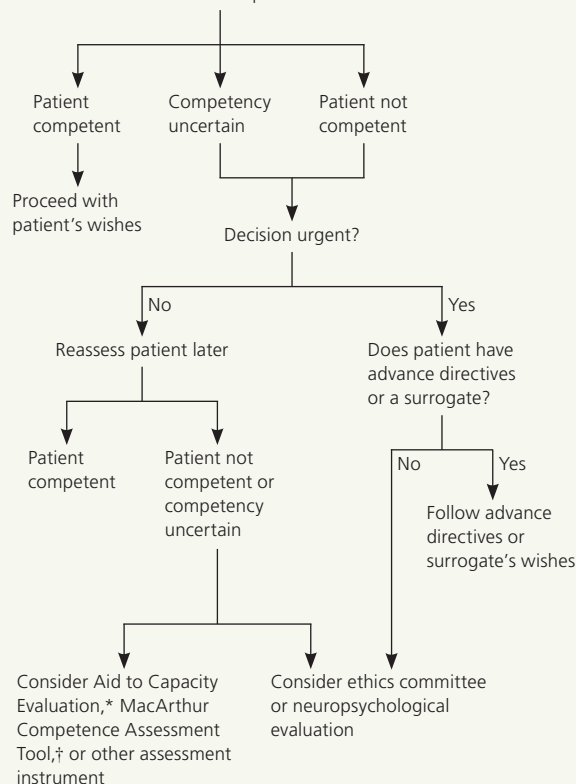 Patient
competent
Competency
uncertain
Patient not
competent
Proceed with
patient's wishes
Decision urgent?
No
Yes
Reassess patient later
Does patient have
advance directives
or a surrogate?
Patient
competent
Patient not
competent or
competency
uncertain
No
Yes
Follow advance
directives or
surrogate's wishes
Consider Aid to Capacity
Evaluation,* MacArthur
Competence Assessment
Tool,† or other assessment
instrument
Consider ethics committee
or neuropsychological
evaluation